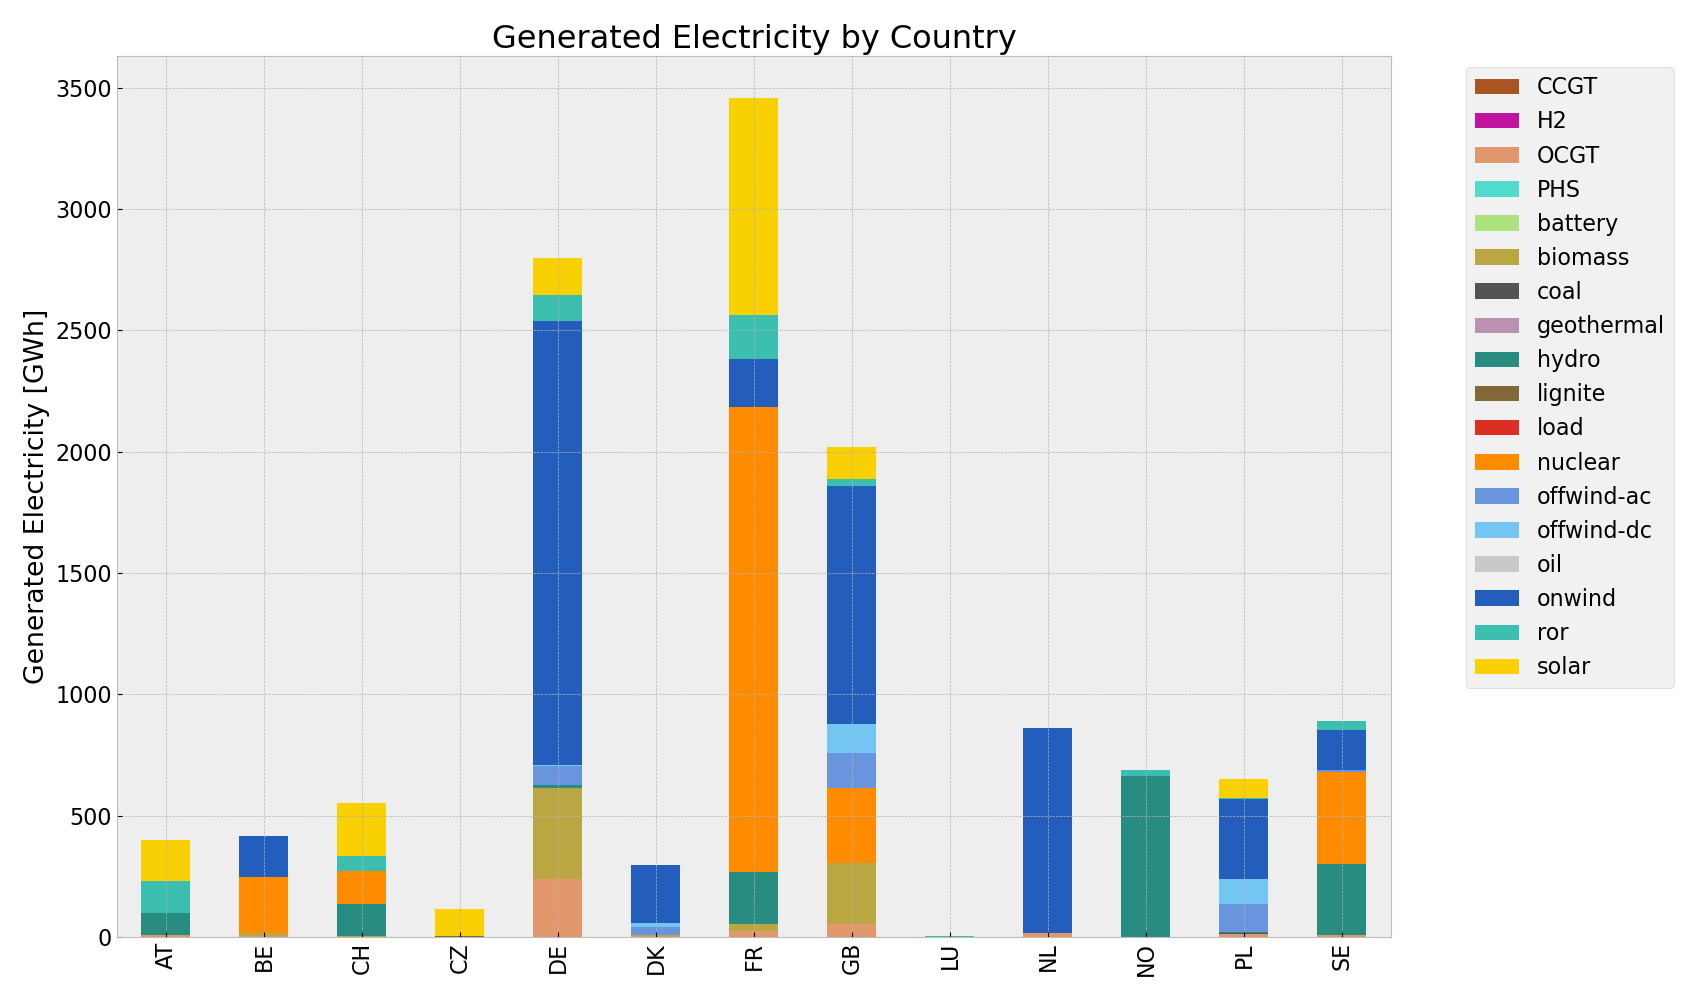 Generated Electricity by Country
Generated Electricity [GWh]
3500
3000
2500
2000
1500
1000
500
0
AT
BE
CH
CZ
DE
DK
FR
GB
LU
NL
NO
PL
SE
CCGT
H2
OCGT
PHS
battery
biomass
coal
geothermal
hydro
lignite
load
nuclear
offwind-ac
offwind-dc
oil
onwind
ror
solar